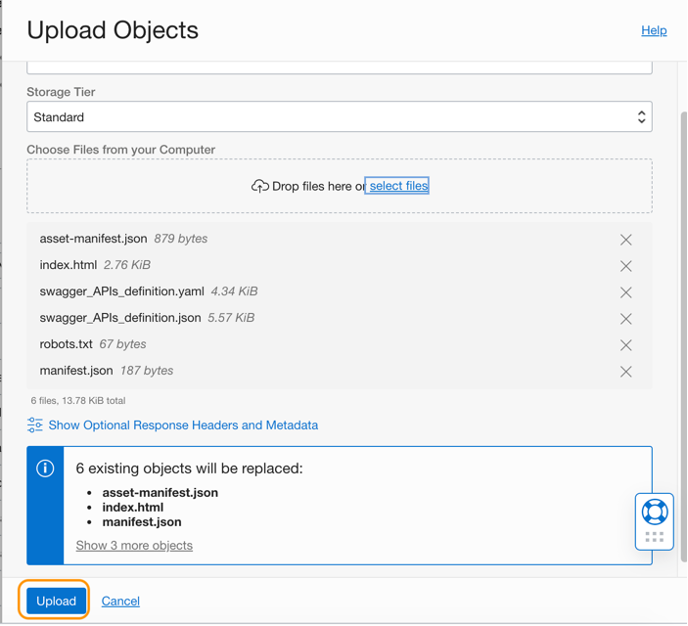 Upload Objects
Help
Storage Tier
Standard
Choose Files from your Computer
Drop files here or select files
asset-manifest.json 879 bytes
index.html 2.76 KiB
swagger_APIs_definition.yaml 4.34 KiB
swagger_APIs_definition.json 5.57 KiB
robots.txt 67 bytes
manifest.json 187 bytes
6 files, 13.78 KiB total
Show Optional Response Headers and Metadata
6 existing objects will be replaced:
• asset-manifest.json
• index.html
• manifest.json
Show 3 more objects
Upload Cancel